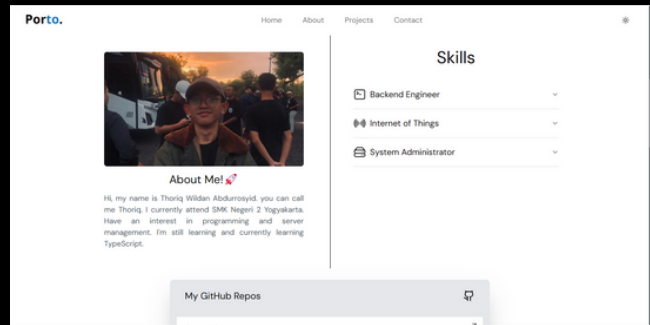 Porto.
Home About Projects Contact
About Me! 🚀
Hi, my name is Thoriq Wildan Abdurrosyid. you can call
me Thoriq, I currently attend SMK Negeri 2 Yogyakarta.
Have an interest in programming and server
management. I'm still learning and currently learning
TypeScript.
Skills
Backend Engineer
Internet of Things
System Administrator
My GitHub Repos